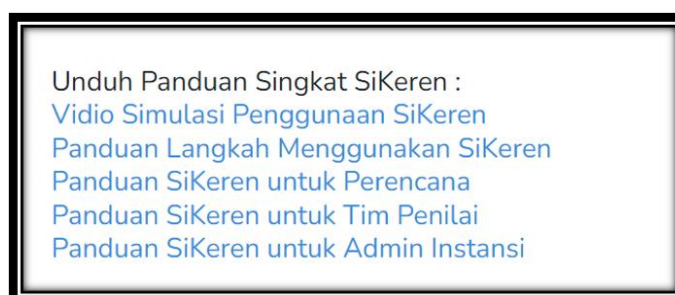 Unduh Panduan Singkat SiKeren :
Vidio Simulasi Penggunaan SiKeren
Panduan Langkah Menggunakan SiKeren
Panduan SiKeren untuk Perencana
Panduan SiKeren untuk Tim Penilai
Panduan SiKeren untuk Admin Instansi